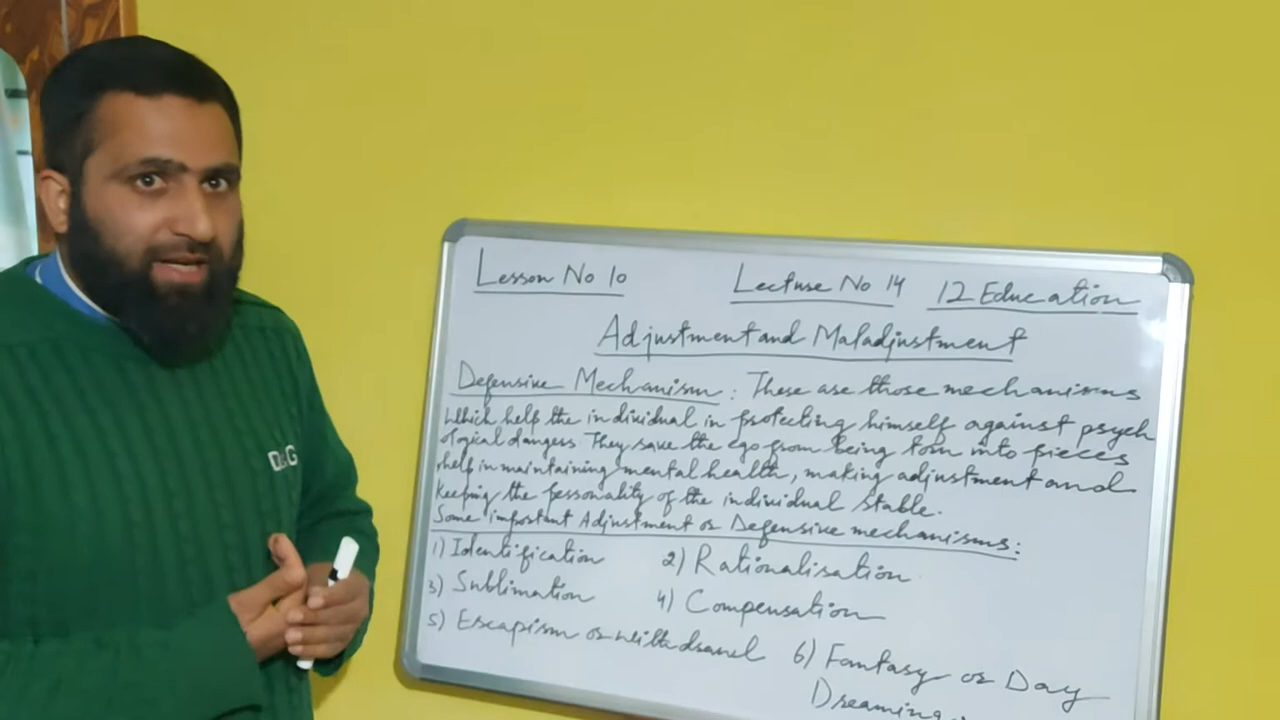 Lesson No 10 Lecture No 14 12 Education
Adjustment and Maladjustment
Defensive Mechanism : These are those mechanisms
which help the individual in protecting himself against psych
ological dangers. They save the ego from being torn into pieces
help in maintaining mental health, making adjustment and
keeping the personality of the individual stable.
Some important Adjustment or Defensive mechanisms:
1) Identification 2) Rationalisation
3) Sublimation 4) Compensation
5) Escapism or withdrawel 6) Fantasy or Day
Dreaming.
D&G